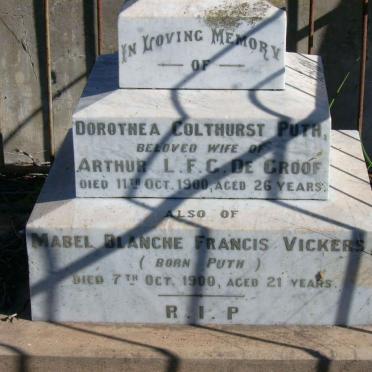 IN LOVING MEMORY
— OF —
DOROTHEA COLTHURST PUTH,
BELOVED WIFE OF
ARTHUR L.F.C. DE GROOF
DIED 11TH OCT. 1900, AGED 26 YEARS.
ALSO OF
MABEL BLANCHE FRANCIS VICKERS
( BORN PUTH )
DIED 7TH OCT. 1900, AGED 21 YEARS.
R.I.P